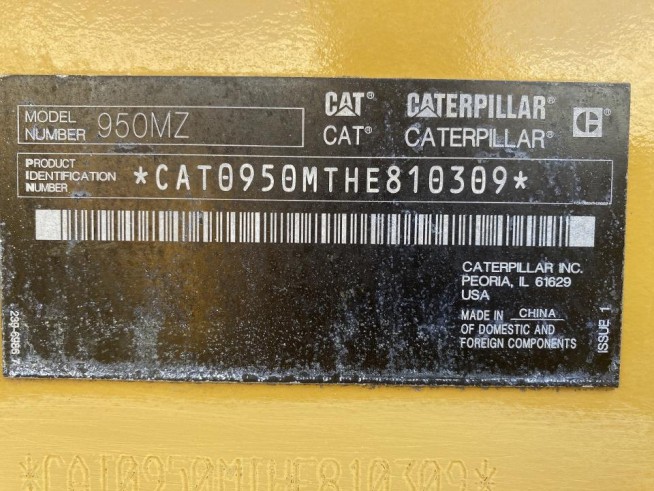 MODEL NUMBER 950MZ
CAT® CATERPILLAR®
CAT® CATERPILLAR®
PRODUCT
IDENTIFICATION
NUMBER
*CAT0950MTHE810309*
CATERPILLAR INC.
PEORIA, IL 61629
USA
MADE IN CHINA
OF DOMESTIC AND
FOREIGN COMPONENTS
ISSUE 1
*CAT0950MTHE810309*